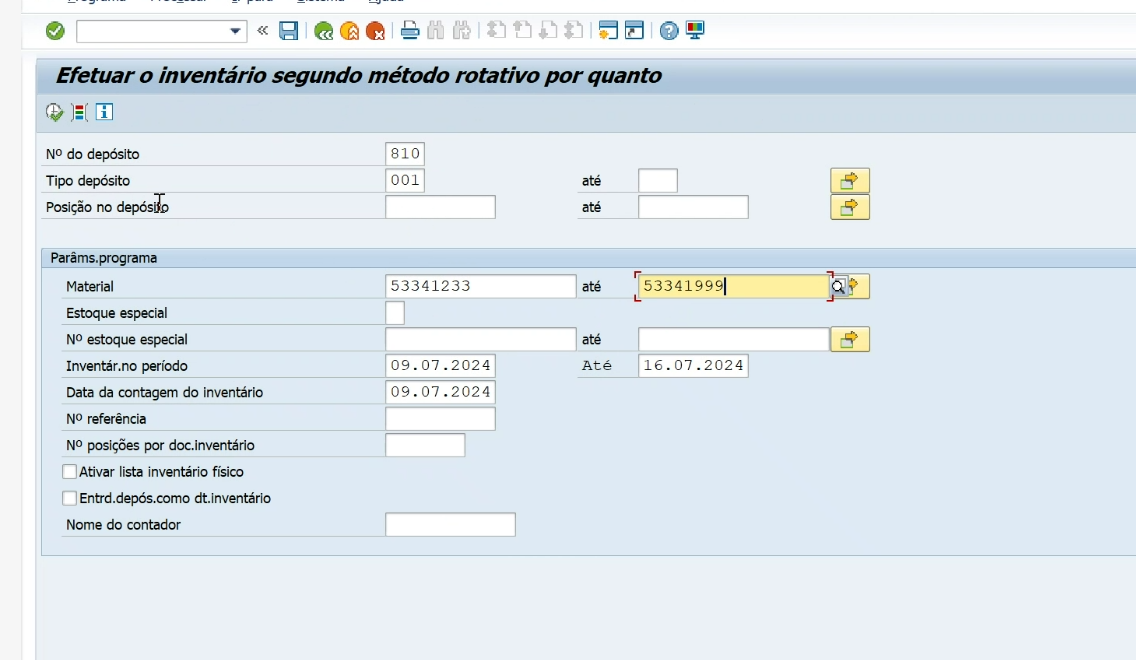 Efetuar o inventário segundo método rotativo por quanto
Nº do depósito 810
Tipo depósito 001 até
Posição no depósito até
Parâms.programa
Material 53341233 até 53341999
Estoque especial
Nº estoque especial até
Inventár.no período 09.07.2024 Até 16.07.2024
Data da contagem do inventário 09.07.2024
Nº referência
Nº posições por doc.inventário
Ativar lista inventário físico
Entrd.depós.como dt.inventário
Nome do contador